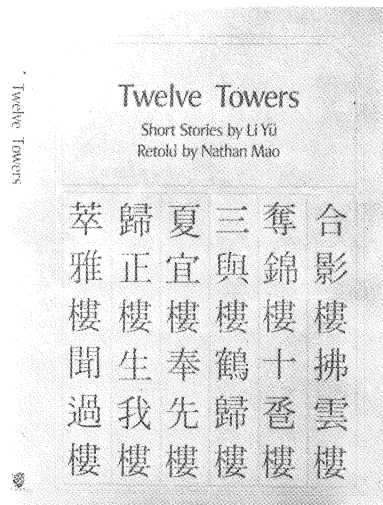 Twelve Towers
Twelve Towers
Short Stories by Li Yü
Retold by Nathan Mao
合影樓
奪錦樓
三與樓
夏宜樓
歸正樓
萃雅樓
拂雲樓
十巹樓
鶴歸樓
奉先樓
生我樓
聞過樓